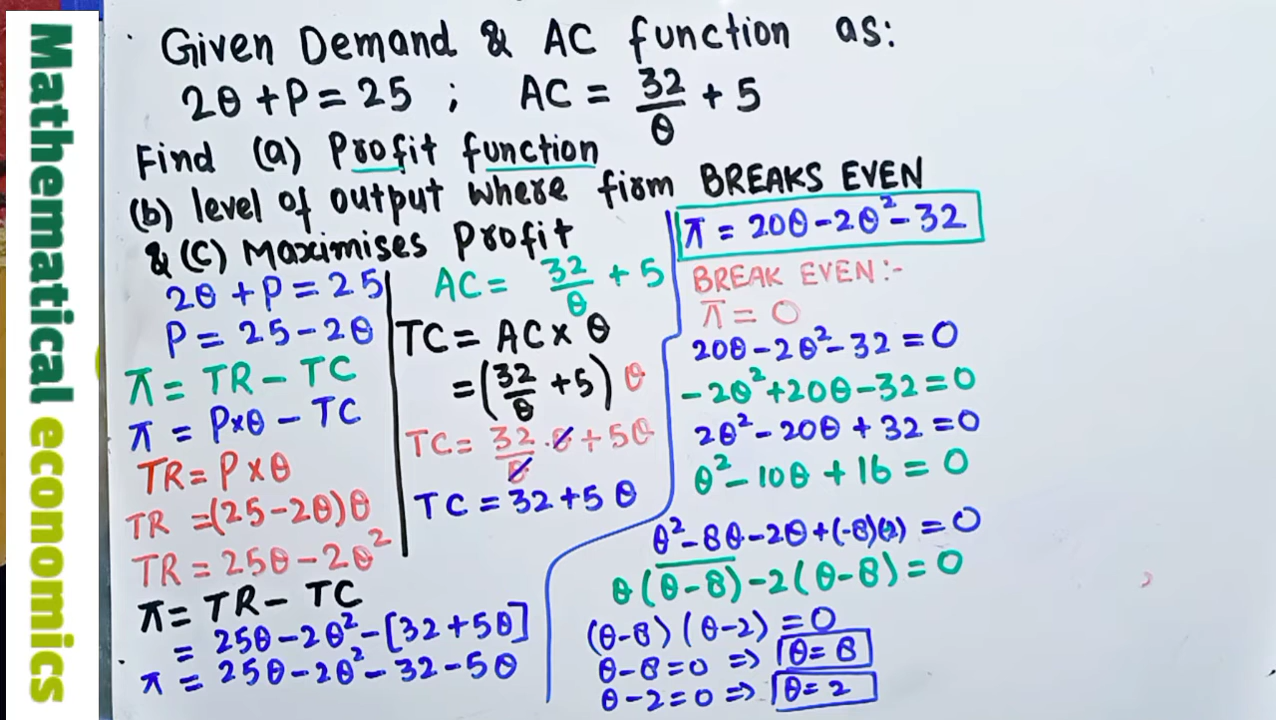 Mathematical economics
Given Demand & AC function as:
2θ + P = 25 ; AC = 32/θ + 5
Find (a) Profit function
(b) level of output where firm BREAKS EVEN
& (C) Maximises Profit
2θ + P = 25
P = 25 - 2θ
π = TR - TC
π = P×θ - TC
TR = P × θ
TR = (25-2θ)θ
TR = 25θ - 2θ²
π = TR - TC
= 25θ - 2θ² - [32+5θ]
π = 25θ - 2θ² - 32 - 5θ
AC = 32/θ + 5
TC = AC × θ
= (32/θ + 5) θ
TC = 32/θ · θ + 5θ
TC = 32 + 5θ
π = 20θ - 2θ² - 32
BREAK EVEN :-
π = 0
20θ - 2θ² - 32 = 0
-2θ² + 20θ - 32 = 0
2θ² - 20θ + 32 = 0
θ² - 10θ + 16 = 0
θ² - 8θ - 2θ + (-8)(-2) = 0
θ(θ-8) - 2(θ-8) = 0
(θ-8) (θ-2) = 0
θ-8=0 => θ=8
θ-2=0 => θ=2